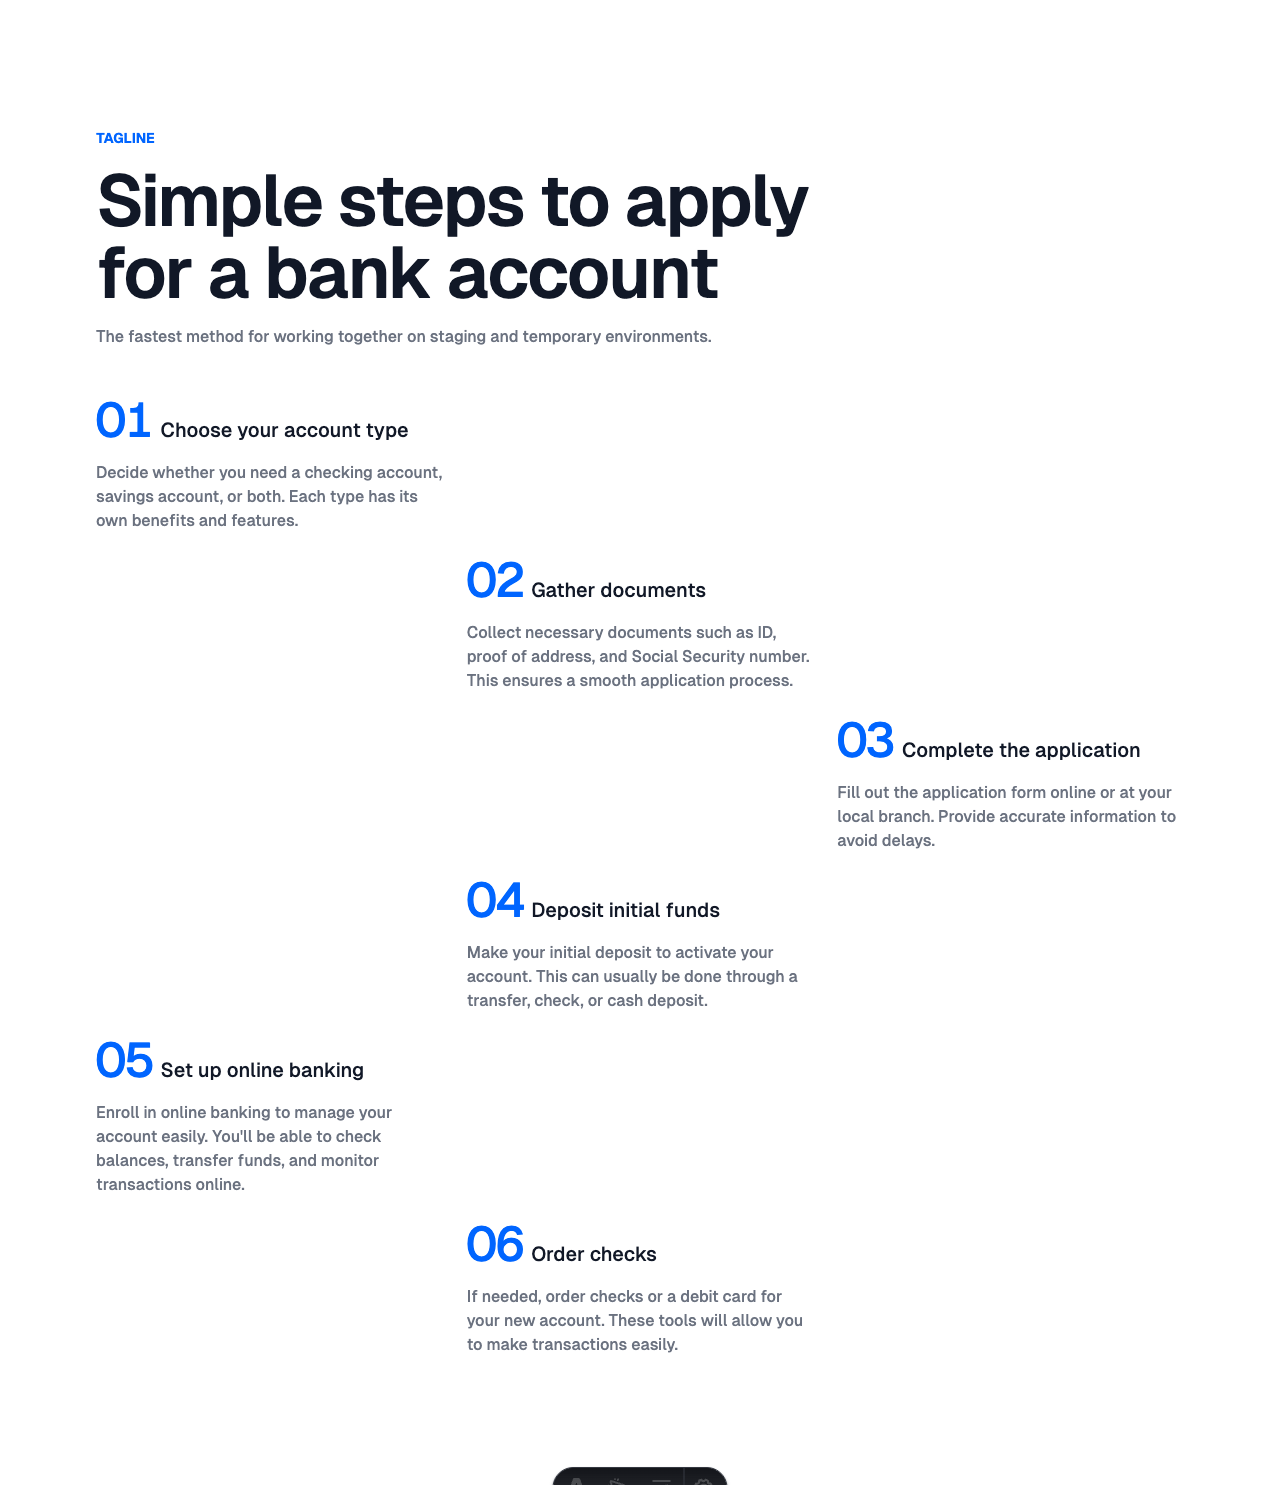 TAGLINE
Simple steps to apply
for a bank account
The fastest method for working together on staging and temporary environments.
01 Choose your account type
Decide whether you need a checking account,
savings account, or both. Each type has its
own benefits and features.
02 Gather documents
Collect necessary documents such as ID,
proof of address, and Social Security number.
This ensures a smooth application process.
03 Complete the application
Fill out the application form online or at your
local branch. Provide accurate information to
avoid delays.
04 Deposit initial funds
Make your initial deposit to activate your
account. This can usually be done through a
transfer, check, or cash deposit.
05 Set up online banking
Enroll in online banking to manage your
account easily. You'll be able to check
balances, transfer funds, and monitor
transactions online.
06 Order checks
If needed, order checks or a debit card for
your new account. These tools will allow you
to make transactions easily.